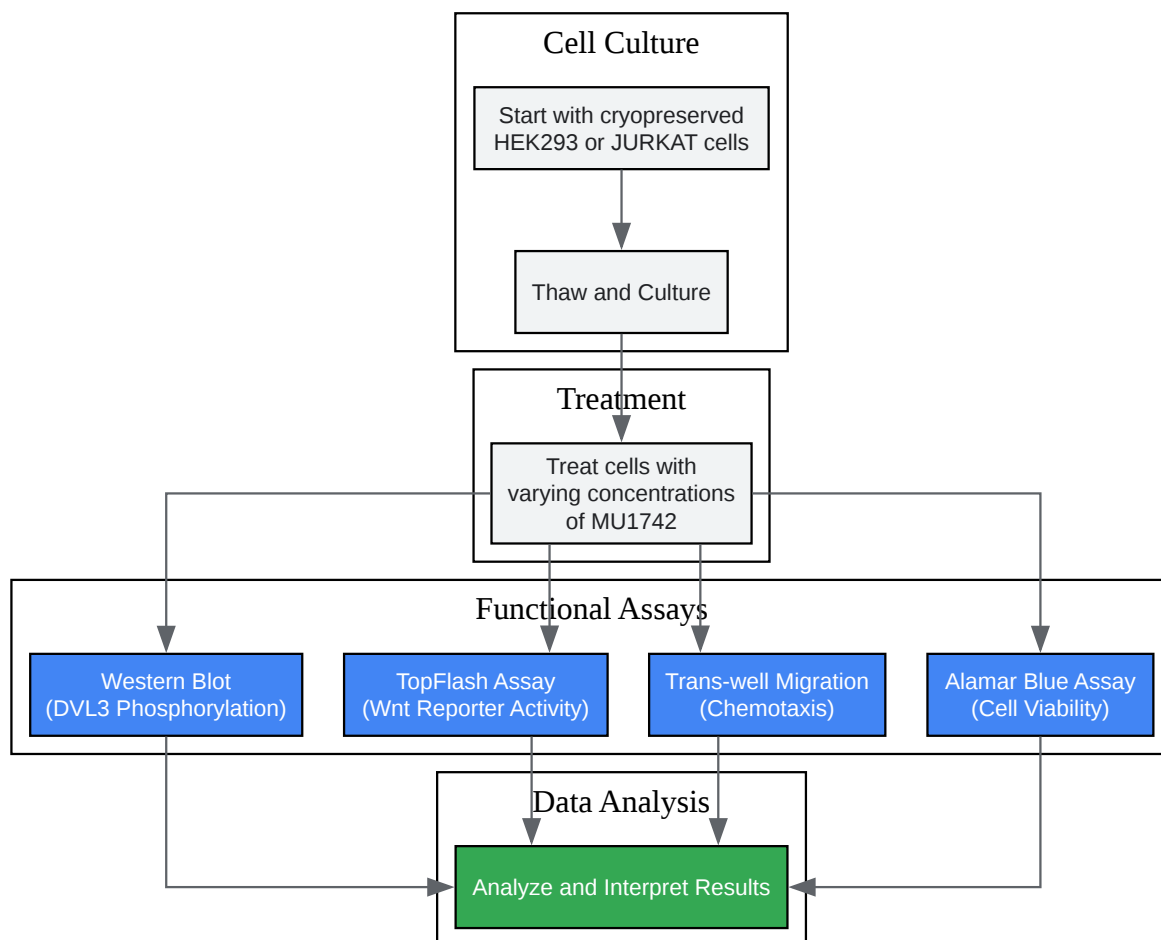 Cell Culture
Start with cryopreserved
HEK293 or JURKAT cells
Thaw and Culture
Treatment
Treat cells with
varying concentrations
of MU1742
Functional Assays
Western Blot
(DVL3 Phosphorylation)
TopFlash Assay
(Wnt Reporter Activity)
Trans-well Migration
(Chemotaxis)
Alamar Blue Assay
(Cell Viability)
Data Analysis
Analyze and Interpret Results